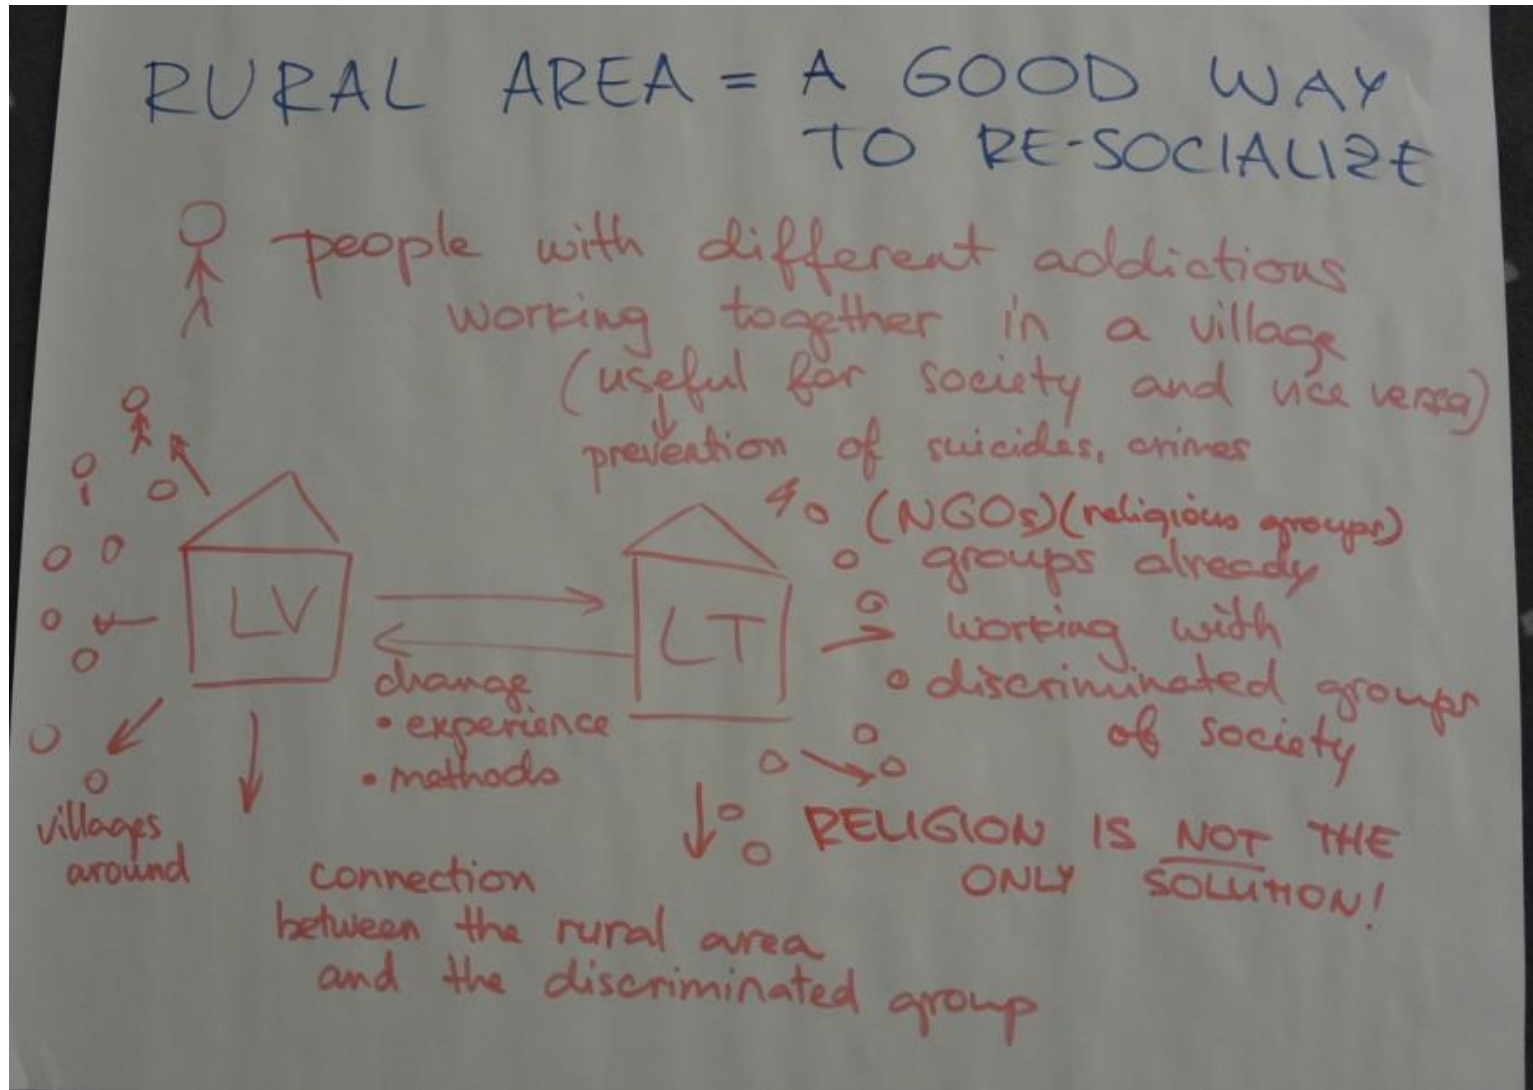 RURAL AREA = A GOOD WAY
TO RE-SOCIALIZE
people with different addictions
working together in a village
(useful for society and vice versa)
prevention of suicides, crimes
(NGOs)(religious groups)
groups already
working with
discriminated groups
of society
LV
LT
change
• experience
• methods
villages
around
RELIGION IS NOT THE
ONLY SOLUTION!
connection
between the rural area
and the discriminated group